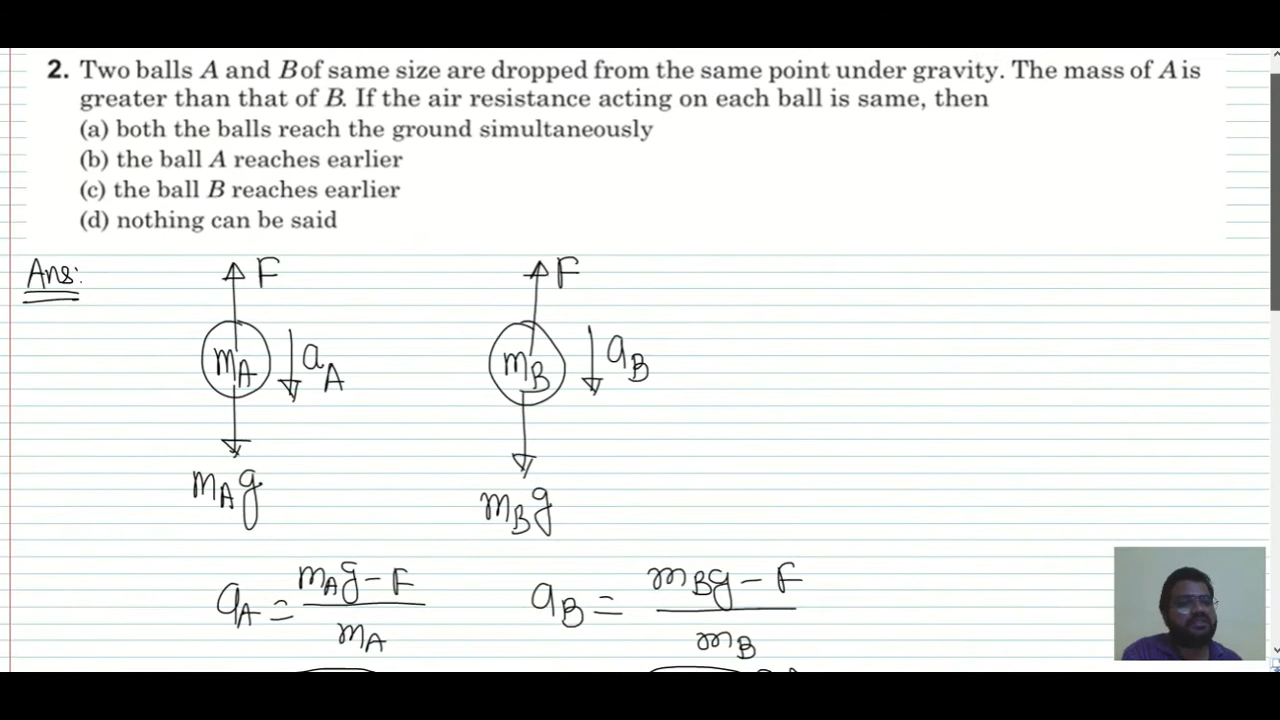 2. Two balls A and B of same size are dropped from the same point under gravity. The mass of A is
greater than that of B. If the air resistance acting on each ball is same, then
(a) both the balls reach the ground simultaneously
(b) the ball A reaches earlier
(c) the ball B reaches earlier
(d) nothing can be said
Ans:
F F
mA aA mB aB
mAg mBg
aA = (mAg - F)/mA aB = (mBg - F)/mB